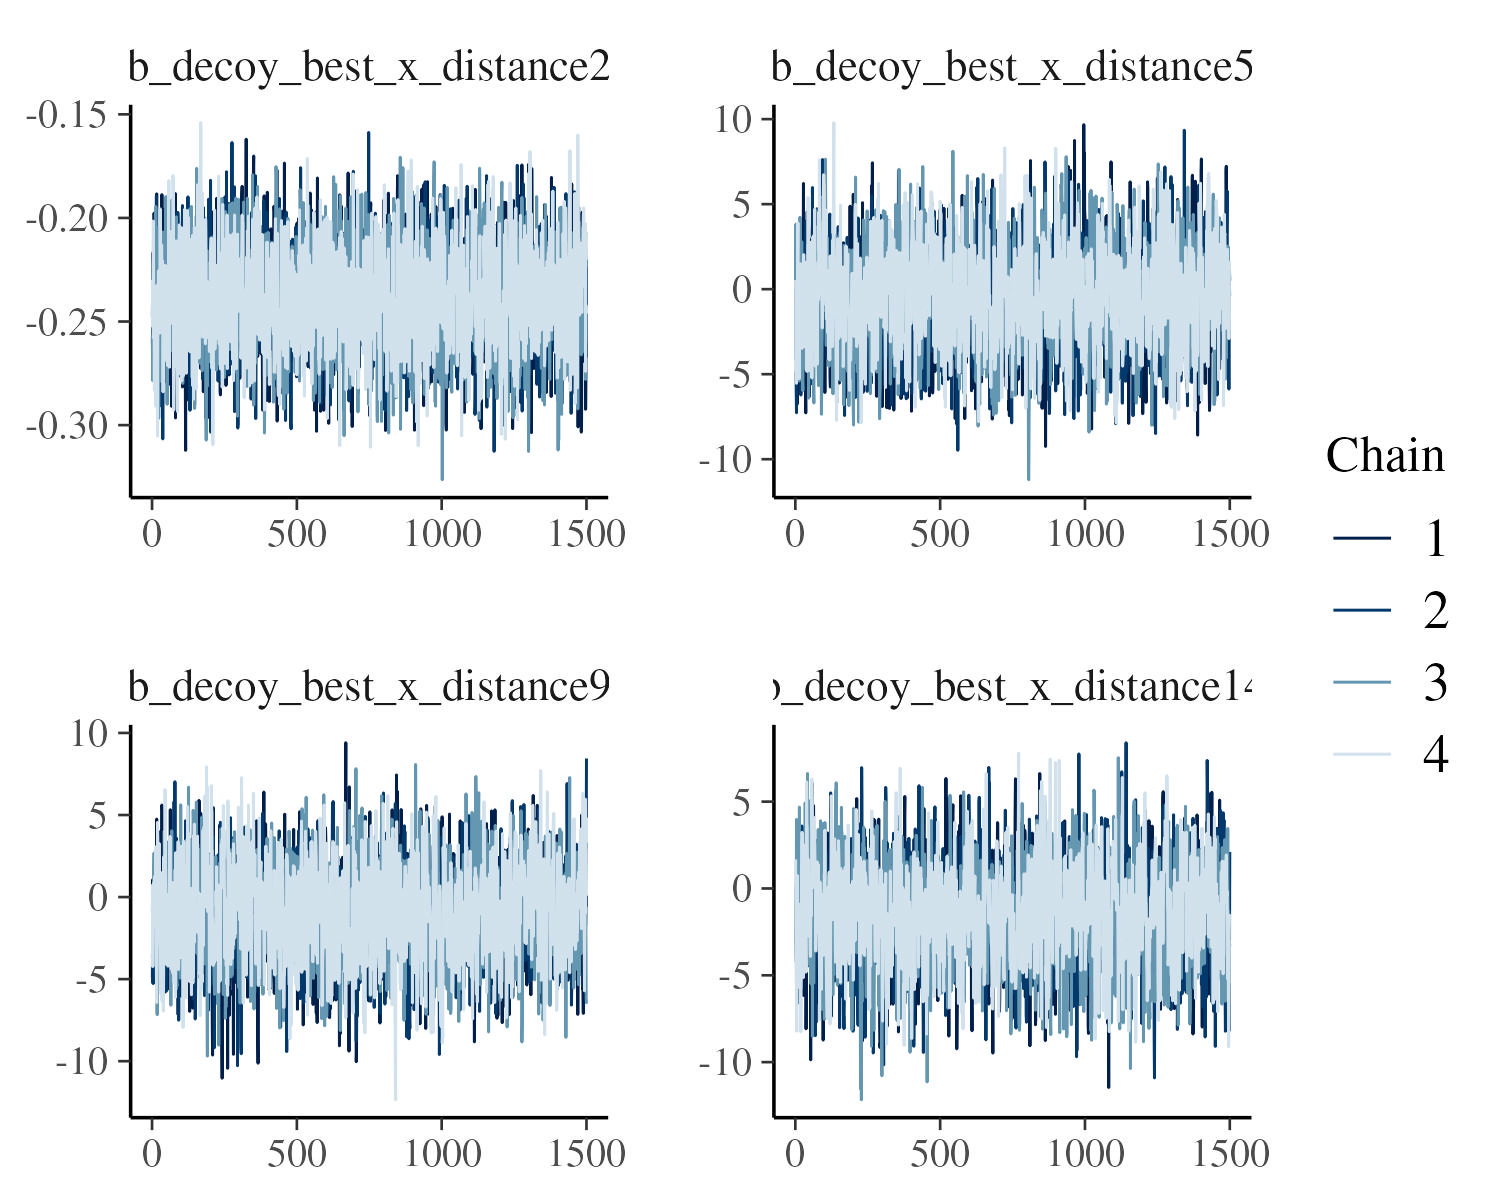 b_decoy_best_x_distance2
-0.15
-0.20
-0.25
-0.30
0 500 1000 1500
b_decoy_best_x_distance5
10
5
0
-5
-10
0 500 1000 1500
b_decoy_best_x_distance9
10
5
0
-5
-10
0 500 1000 1500
b_decoy_best_x_distance14
5
0
-5
-10
0 500 1000 1500
Chain
1
2
3
4